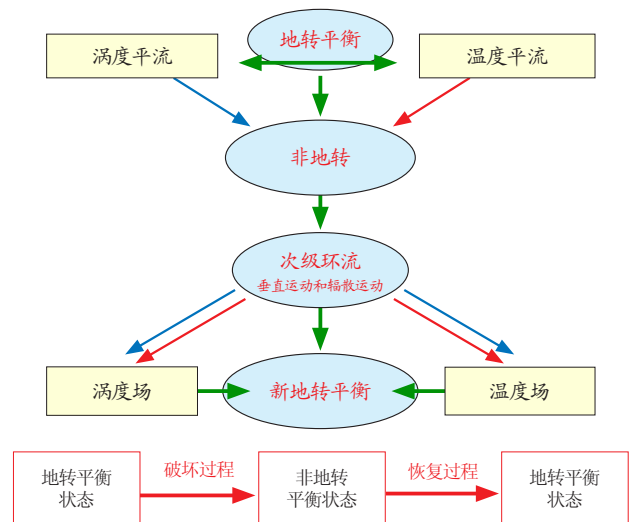 地转平衡
涡度平流
温度平流
非地转
次级环流
垂直运动和辐散运动
涡度场
新地转平衡
温度场
地转平衡
状态
破坏过程
非地转
平衡状态
恢复过程
地转平衡
状态